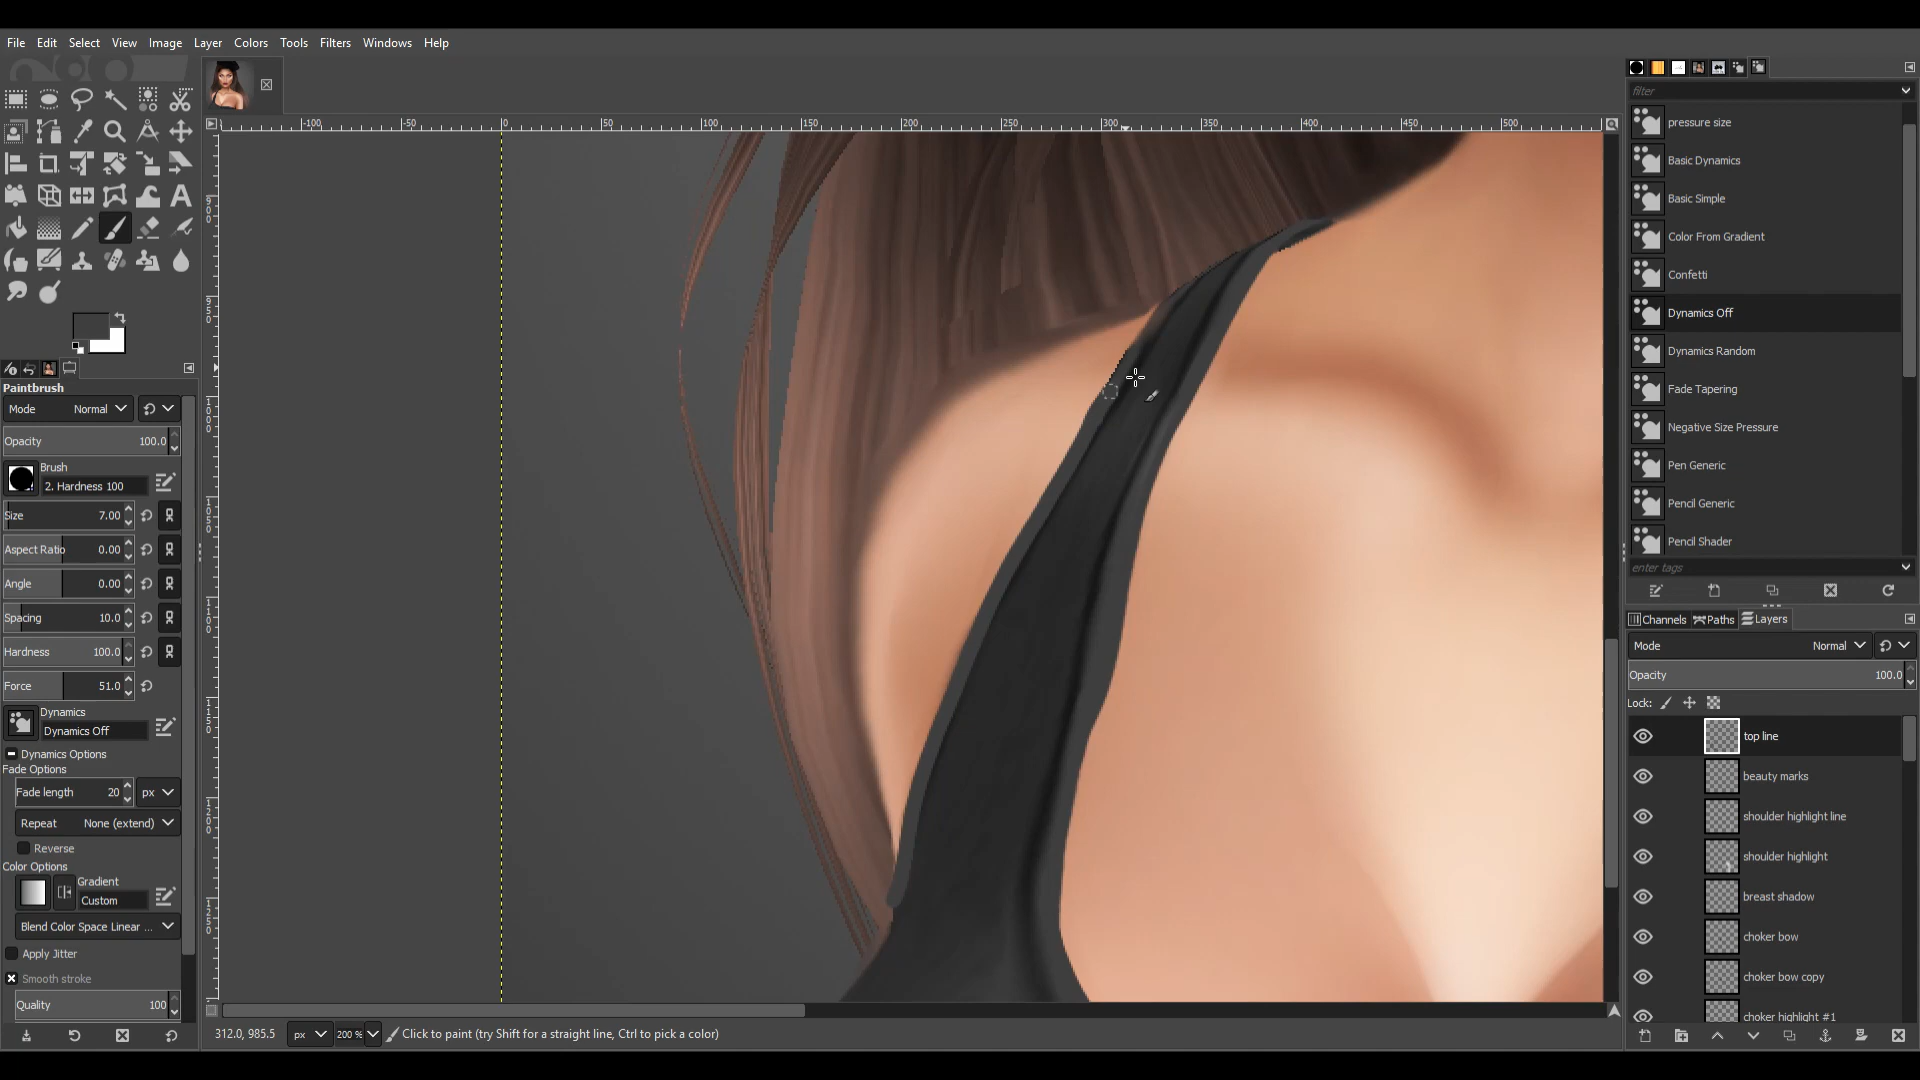 File Edit Select View Image Layer Colors Tools Filters Windows Help
-100 -50 0 50 100 150 200 250 300 350 400 450 500
900
950
1000
1050
1100
1150
1200
1250
Paintbrush
Mode Normal
Opacity 100.0
Brush
2. Hardness 100
Size 7.00
Aspect Ratio 0.00
Angle 0.00
Spacing 10.0
Hardness 100.0
Force 51.0
Dynamics
Dynamics Off
Dynamics Options
Fade Options
Fade length 20 px
Repeat None (extend)
Reverse
Color Options
Gradient
Custom
Blend Color Space Linear ...
Apply Jitter
Smooth stroke
Quality 100
312.0, 985.5 px 200 % Click to paint (try Shift for a straight line, Ctrl to pick a color)
filter
pressure size
Basic Dynamics
Basic Simple
Color From Gradient
Confetti
Dynamics Off
Dynamics Random
Fade Tapering
Negative Size Pressure
Pen Generic
Pencil Generic
Pencil Shader
enter tags
Channels Paths Layers
Mode Normal
Opacity 100.0
Lock:
top line
beauty marks
shoulder highlight line
shoulder highlight
breast shadow
choker bow
choker bow copy
choker highlight #1